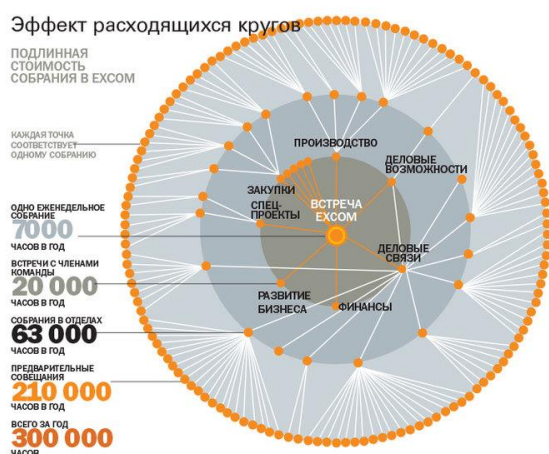 Эффект расходящихся кругов
ПОДЛИННАЯ
СТОИМОСТЬ
СОБРАНИЯ В EXCOM
КАЖДАЯ ТОЧКА
СООТВЕТСТВУЕТ
ОДНОМУ СОБРАНИЮ
ПРОИЗВОДСТВО
ДЕЛОВЫЕ
ВОЗМОЖНОСТИ
ЗАКУПКИ
ВСТРЕЧА
EXCOM
СПЕЦ-
ПРОЕКТЫ
ДЕЛОВЫЕ
СВЯЗИ
РАЗВИТИЕ
БИЗНЕСА
ФИНАНСЫ
ОДНО ЕЖЕНЕДЕЛЬНОЕ
СОБРАНИЕ
7000
ЧАСОВ В ГОД
ВСТРЕЧИ С ЧЛЕНАМИ
КОМАНДЫ
20 000
ЧАСОВ В ГОД
СОБРАНИЯ В ОТДЕЛАХ
63 000
ЧАСОВ В ГОД
ПРЕДВАРИТЕЛЬНЫЕ
СОВЕЩАНИЯ
210 000
ЧАСОВ В ГОД
ВСЕГО ЗА ГОД
300 000
ЧАСОВ